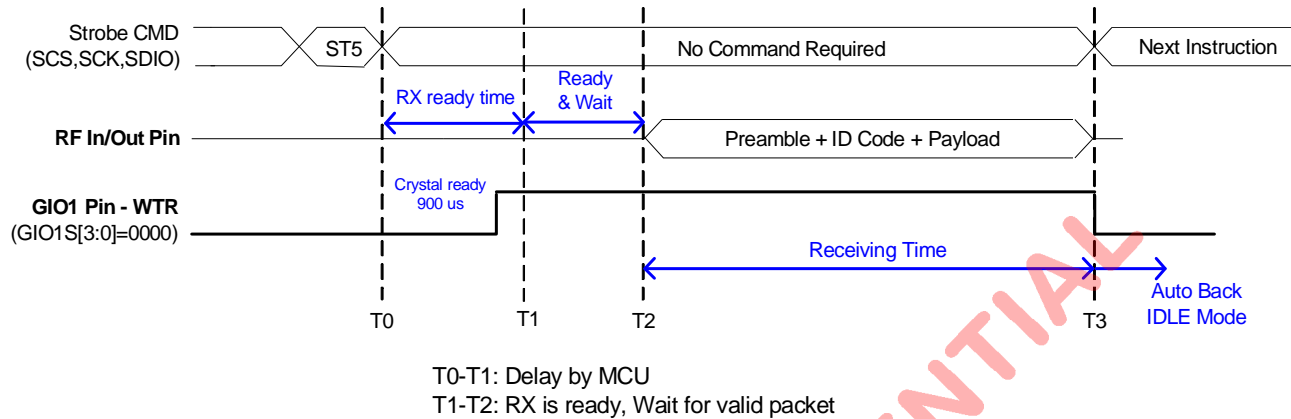 Strobe CMD
(SCS,SCK,SDIO)
ST5
No Command Required
Next Instruction
RX ready time
Ready
& Wait
RF In/Out Pin
Preamble + ID Code + Payload
Crystal ready
900 us
GIO1 Pin - WTR
(GIO1S[3:0]=0000)
Receiving Time
Auto Back
IDLE Mode
T0
T1
T2
T3
T0-T1: Delay by MCU
T1-T2: RX is ready, Wait for valid packet
NTIAL